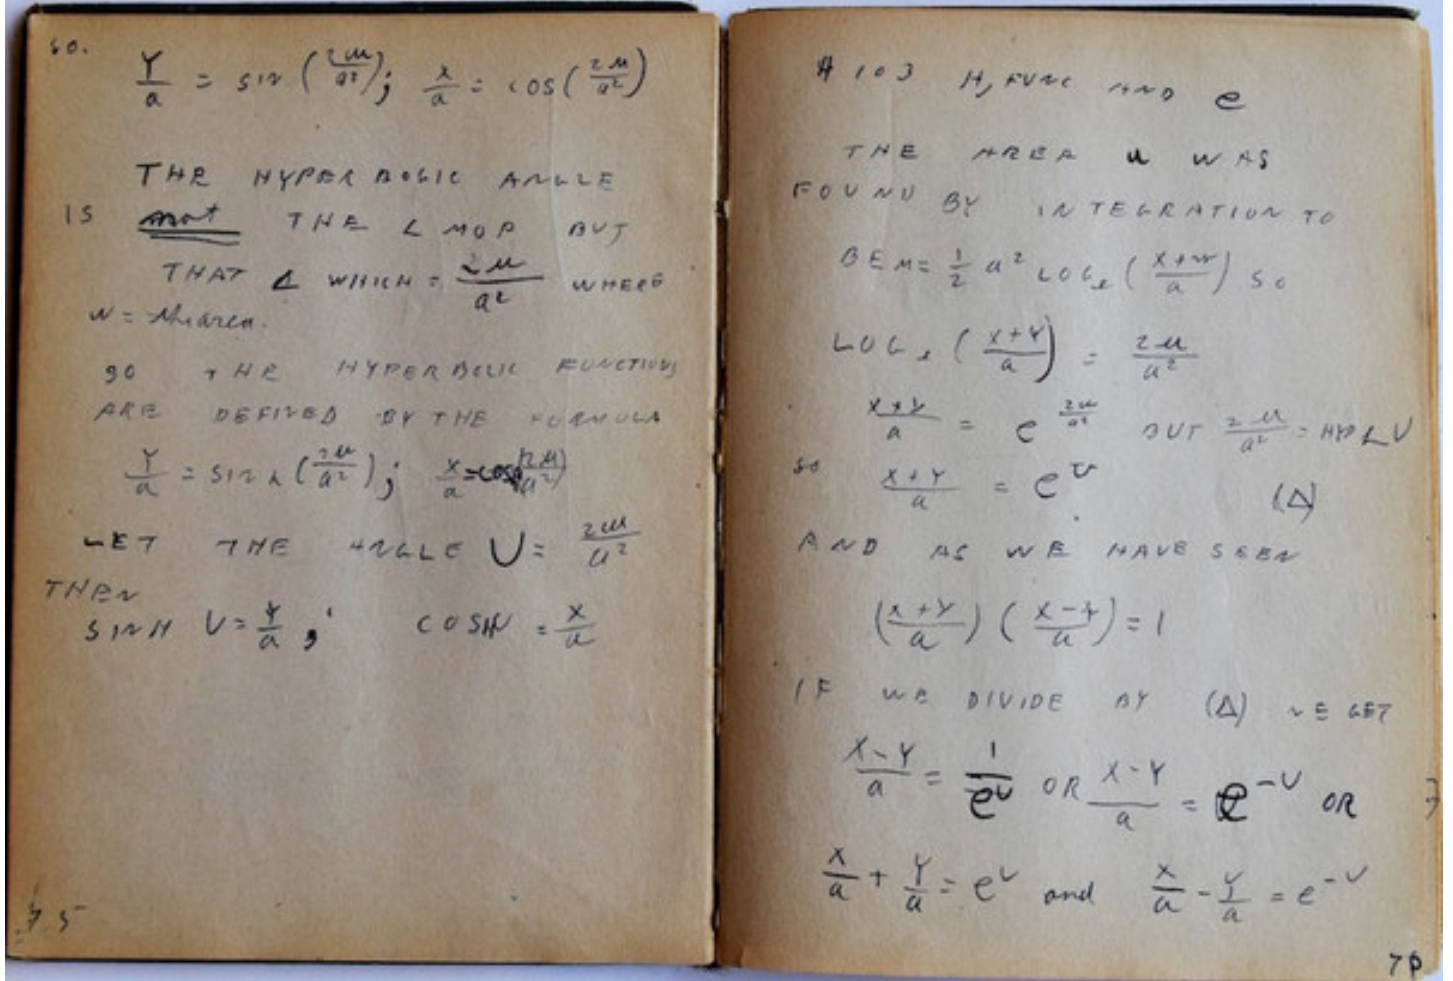 so.
Y/a = sin (2u/a²); x/a = cos(2u/a²)
THE HYPERBOLIC ANGLE
IS not THE ∠ MOP BUT
THAT ∠ WHICH = 2u/a² WHERE
u = the area.
SO THE HYPERBOLIC FUNCTIONS
ARE DEFINED BY THE FORMULA
Y/a = sinh (2u/a²); x/a = cosh (2u/a²)
LET THE ANGLE U = 2u/a²
THEN
SINH U = Y/a ; COSH U = X/a
75
# 103 H, FUNC AND e
THE AREA u WAS
FOUND BY INTEGRATION TO
BE u = 1/2 a² LOGe (x+y/a) SO
LOGe (x+Y/a) = 2u/a²
x+Y/a = e^2u/a² BUT 2u/a² = HYP ∠ U
SO x+Y/a = e^U (Δ)
AND AS WE HAVE SEEN
(x+Y/a) (x-Y/a) = 1
IF WE DIVIDE BY (Δ) WE GET
X-Y/a = 1/e^U OR X-Y/a = e^-U OR
X/a + Y/a = e^U and X/a - Y/a = e^-U